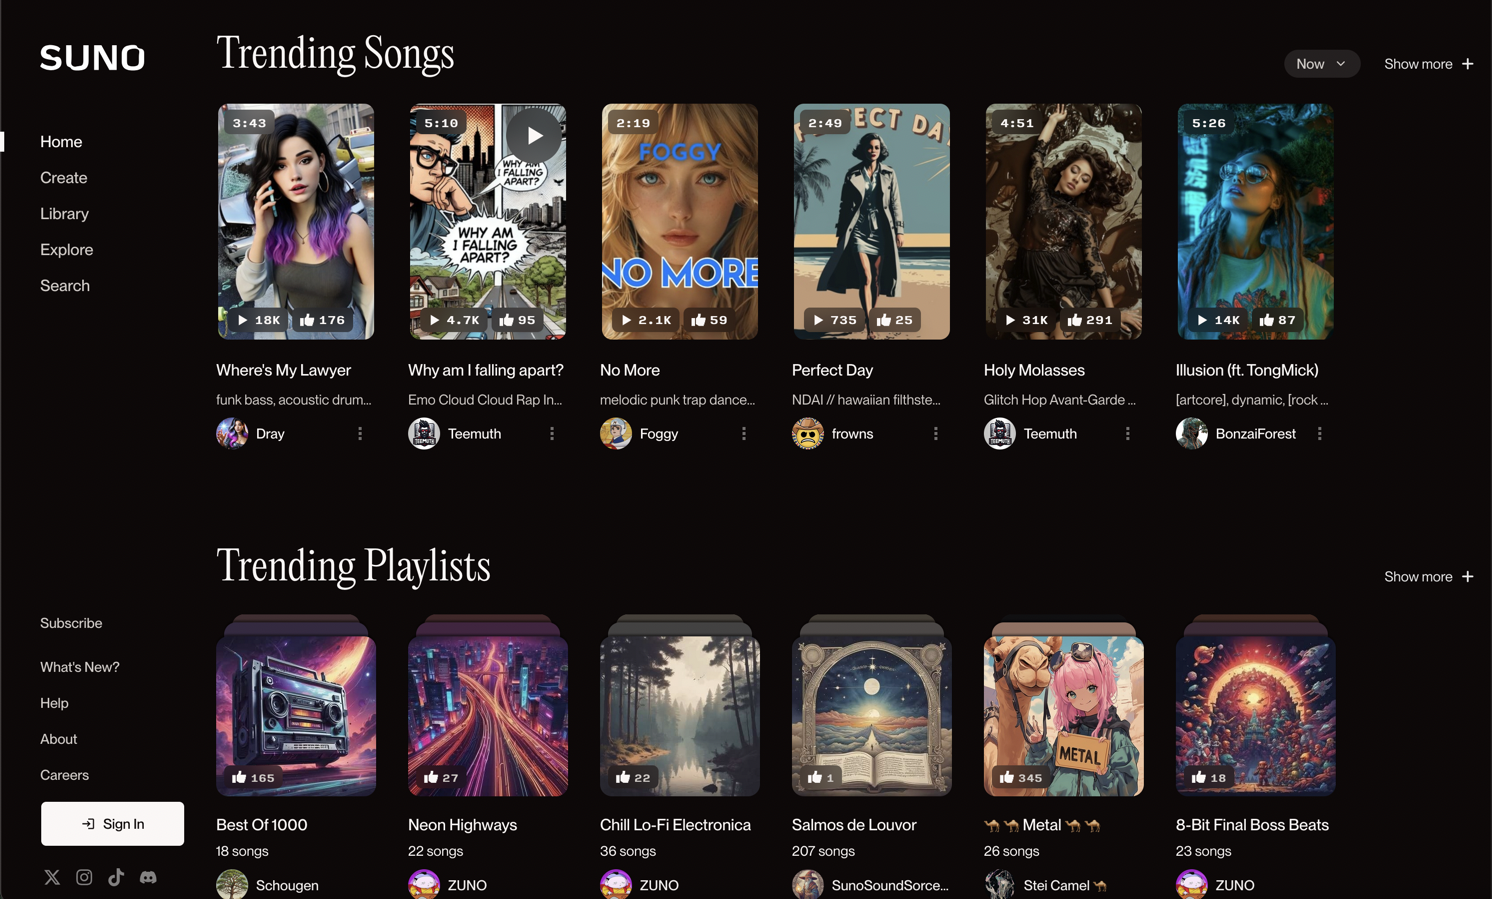 SUNO
Home
Create
Library
Explore
Search
Subscribe
What's New?
Help
About
Careers
Sign In
Trending Songs
Now
Show more
3:43
18K 176
Where's My Lawyer
funk bass, acoustic drum...
Dray
5:10
WHY AM
I FALLING
APART?
WHY AM
I FALLING
APART?
4.7K 95
Why am I falling apart?
Emo Cloud Cloud Rap In...
Teemuth
2:19
FOGGY
NO MORE
2.1K 59
No More
melodic punk trap dance...
Foggy
2:49
735 25
Perfect Day
NDAI // hawaiian filthste...
frowns
4:51
31K 291
Holy Molasses
Glitch Hop Avant-Garde ...
Teemuth
5:26
14K 87
Illusion (ft. TongMick)
[artcore], dynamic, [rock ...
BonzaiForest
Trending Playlists
Show more
165
Best Of 1000
18 songs
Schougen
27
Neon Highways
22 songs
ZUNO
22
Chill Lo-Fi Electronica
36 songs
ZUNO
1
Salmos de Louvor
207 songs
SunoSoundSorce...
METAL
345
🐪 🐪 Metal 🐪 🐪
26 songs
Stei Camel 🐪
18
8-Bit Final Boss Beats
23 songs
ZUNO